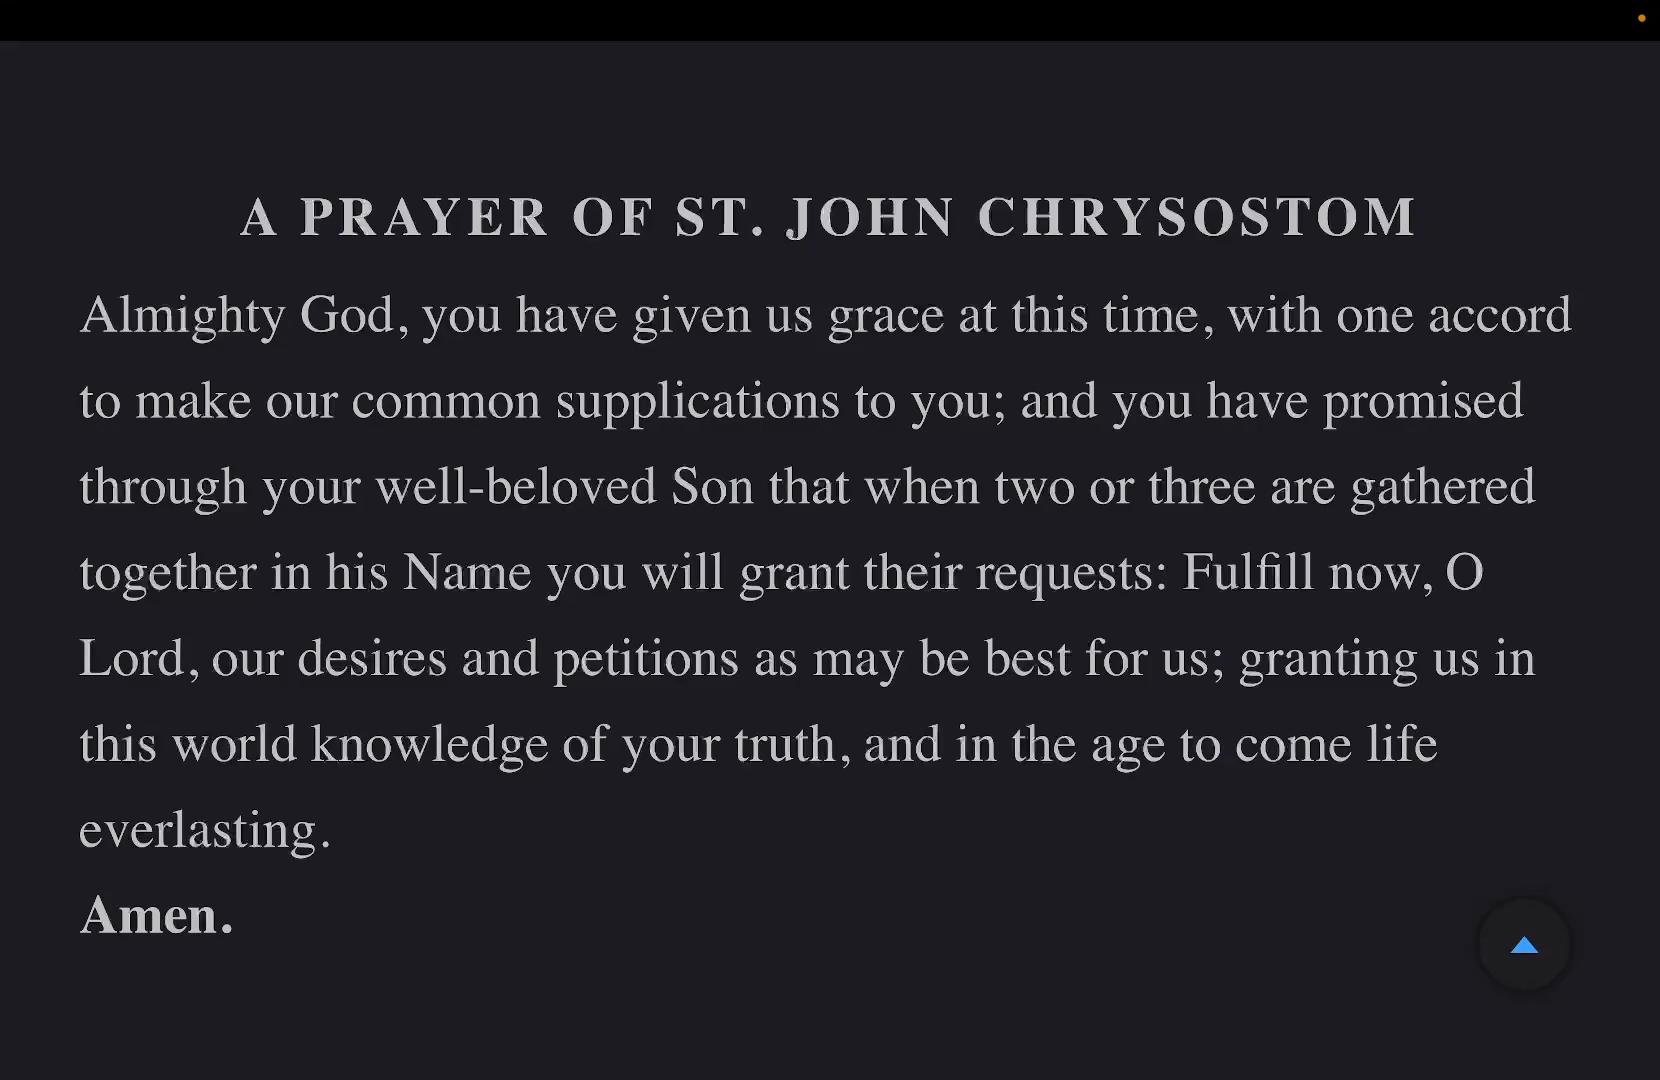 A PRAYER OF ST. JOHN CHRYSOSTOM
Almighty God, you have given us grace at this time, with one accord
to make our common supplications to you; and you have promised
through your well-beloved Son that when two or three are gathered
together in his Name you will grant their requests: Fulfill now, O
Lord, our desires and petitions as may be best for us; granting us in
this world knowledge of your truth, and in the age to come life
everlasting.
Amen.